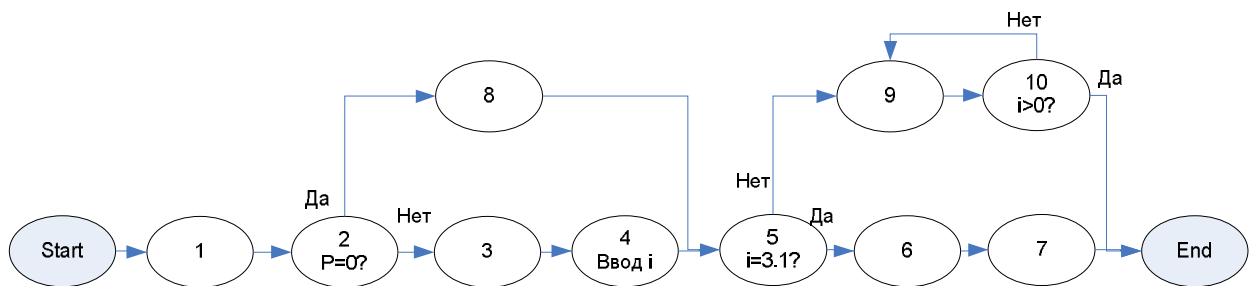 Нет
8
9
10
i>0?
Да
Да
Нет
Нет
Да
Start
1
2
P=0?
3
4
Ввод i
5
i=3.1?
6
7
End